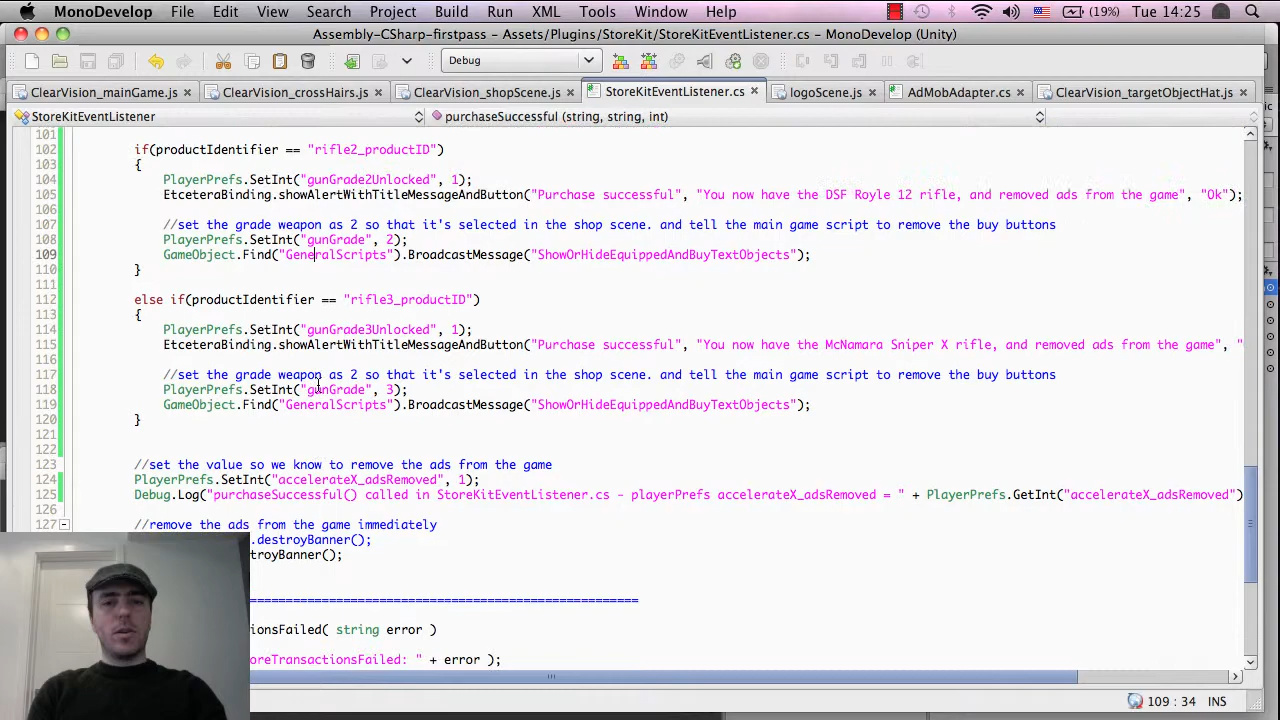 MonoDevelop File Edit View Search Project Build Run XML Tools Window Help (19%) Tue 14:25
Assembly-CSharp-firstpass - Assets/Plugins/StoreKit/StoreKitEventListener.cs - MonoDevelop (Unity)
Debug
ClearVision_mainGame.js × ClearVision_crossHairs.js × ClearVision_shopScene.js × StoreKitEventListener.cs × logoScene.js × AdMobAdapter.cs × ClearVision_targetObjectHat.js ×
StoreKitEventListener purchaseSuccessful (string, string, int)
101
102 if(productIdentifier == "rifle2_productID")
103 {
104 PlayerPrefs.SetInt("gunGrade2Unlocked", 1);
105 EtceteraBinding.showAlertWithTitleMessageAndButton("Purchase successful", "You now have the DSF Royle 12 rifle, and removed ads from the game", "Ok");
106
107 //set the grade weapon as 2 so that it's selected in the shop scene. and tell the main game script to remove the buy buttons
108 PlayerPrefs.SetInt("gunGrade", 2);
109 GameObject.Find("GeneralScripts").BroadcastMessage("ShowOrHideEquippedAndBuyTextObjects");
110 }
111
112 else if(productIdentifier == "rifle3_productID")
113 {
114 PlayerPrefs.SetInt("gunGrade3Unlocked", 1);
115 EtceteraBinding.showAlertWithTitleMessageAndButton("Purchase successful", "You now have the McNamara Sniper X rifle, and removed ads from the game", "
116
117 //set the grade weapon as 2 so that it's selected in the shop scene. and tell the main game script to remove the buy buttons
118 PlayerPrefs.SetInt("gunGrade", 3);
119 GameObject.Find("GeneralScripts").BroadcastMessage("ShowOrHideEquippedAndBuyTextObjects");
120 }
121
122
123 //set the value so we know to remove the ads from the game
124 PlayerPrefs.SetInt("accelerateX_adsRemoved", 1);
125 Debug.Log("purchaseSuccessful() called in StoreKitEventListener.cs - playerPrefs accelerateX_adsRemoved = " + PlayerPrefs.GetInt("accelerateX_adsRemoved")
126
127 //remove the ads from the game immediately
.destroyBanner();
troyBanner();
=====================================================
onsFailed( string error )
oreTransactionsFailed: " + error );
109 : 34 INS